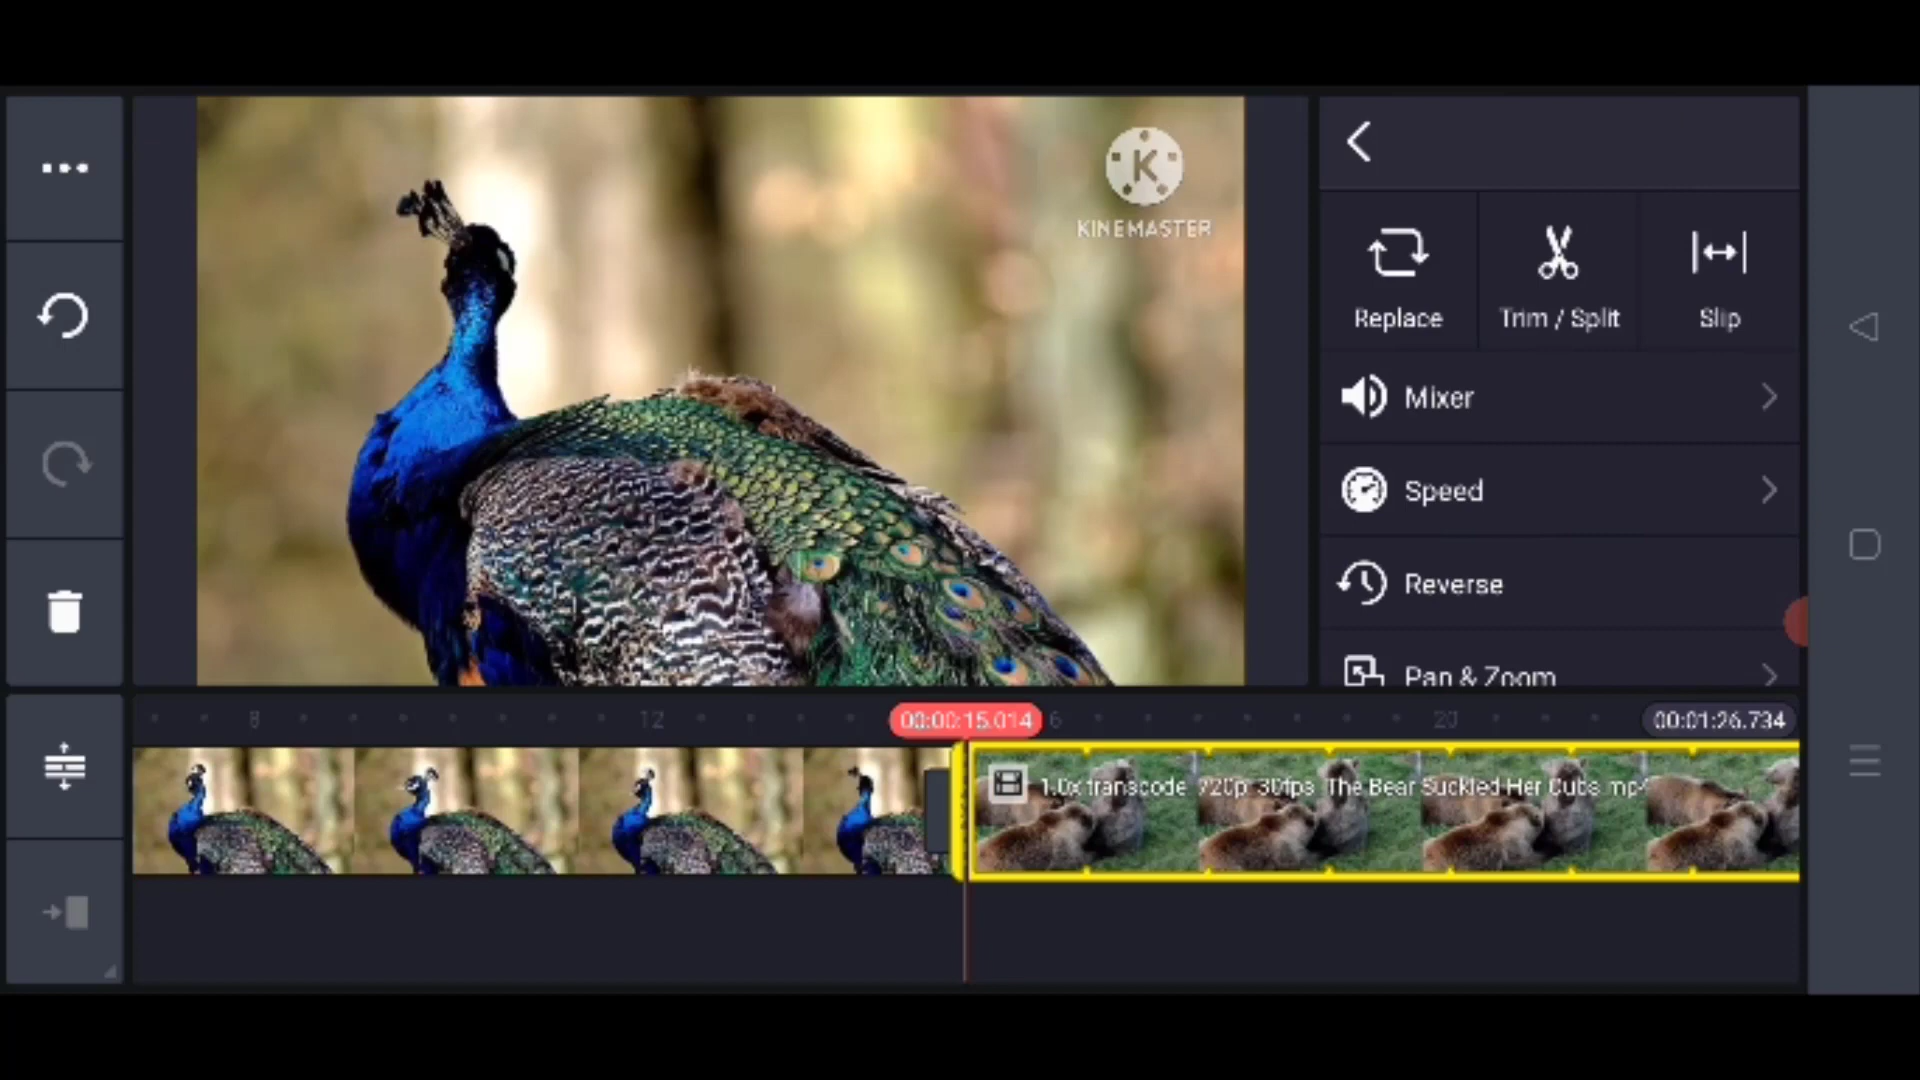 K
KINEMASTER
Replace
Trim / Split
Slip
Mixer
Speed
Reverse
Pan & Zoom
8
12
00:00:15.014
6
20
00:01:26.734
1.0x transcode 720p 30fps The Bear Suckled Her Cubs mp4